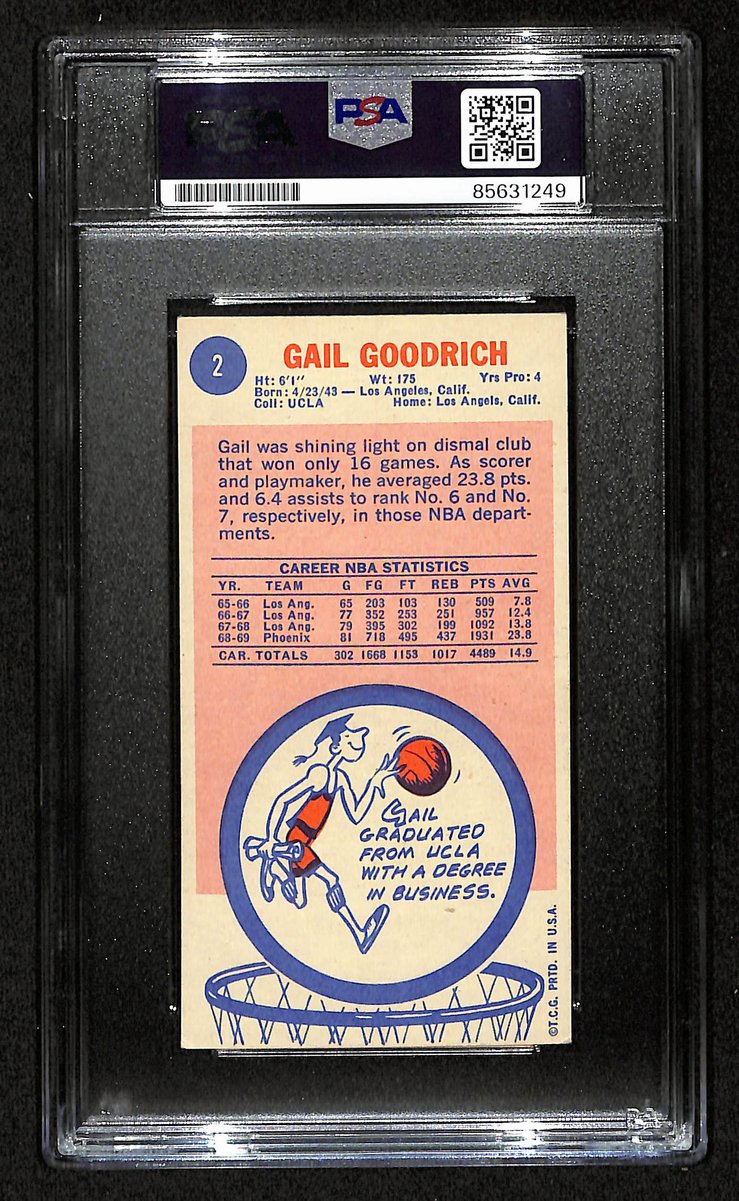 PSA
PSA
85631249
2
GAIL GOODRICH
Ht: 6'1" Wt: 175 Yrs Pro: 4
Born: 4/23/43 — Los Angeles, Calif.
Coll: UCLA Home: Los Angels, Calif.
Gail was shining light on dismal club
that won only 16 games. As scorer
and playmaker, he averaged 23.8 pts.
and 6.4 assists to rank No. 6 and No.
7, respectively, in those NBA depart-
ments.
CAREER NBA STATISTICS
YR. TEAM G FG FT REB PTS AVG
65-66 Los Ang. 65 203 103 130 509 7.8
66-67 Los Ang. 77 352 253 251 957 12.4
67-68 Los Ang. 79 395 302 199 1092 13.8
68-69 Phoenix 81 718 495 437 1931 23.8
CAR. TOTALS 302 1668 1153 1017 4489 14.9
GAIL
GRADUATED
FROM UCLA
WITH A DEGREE
IN BUSINESS.
©T.C.G. PRTD. IN U.S.A.